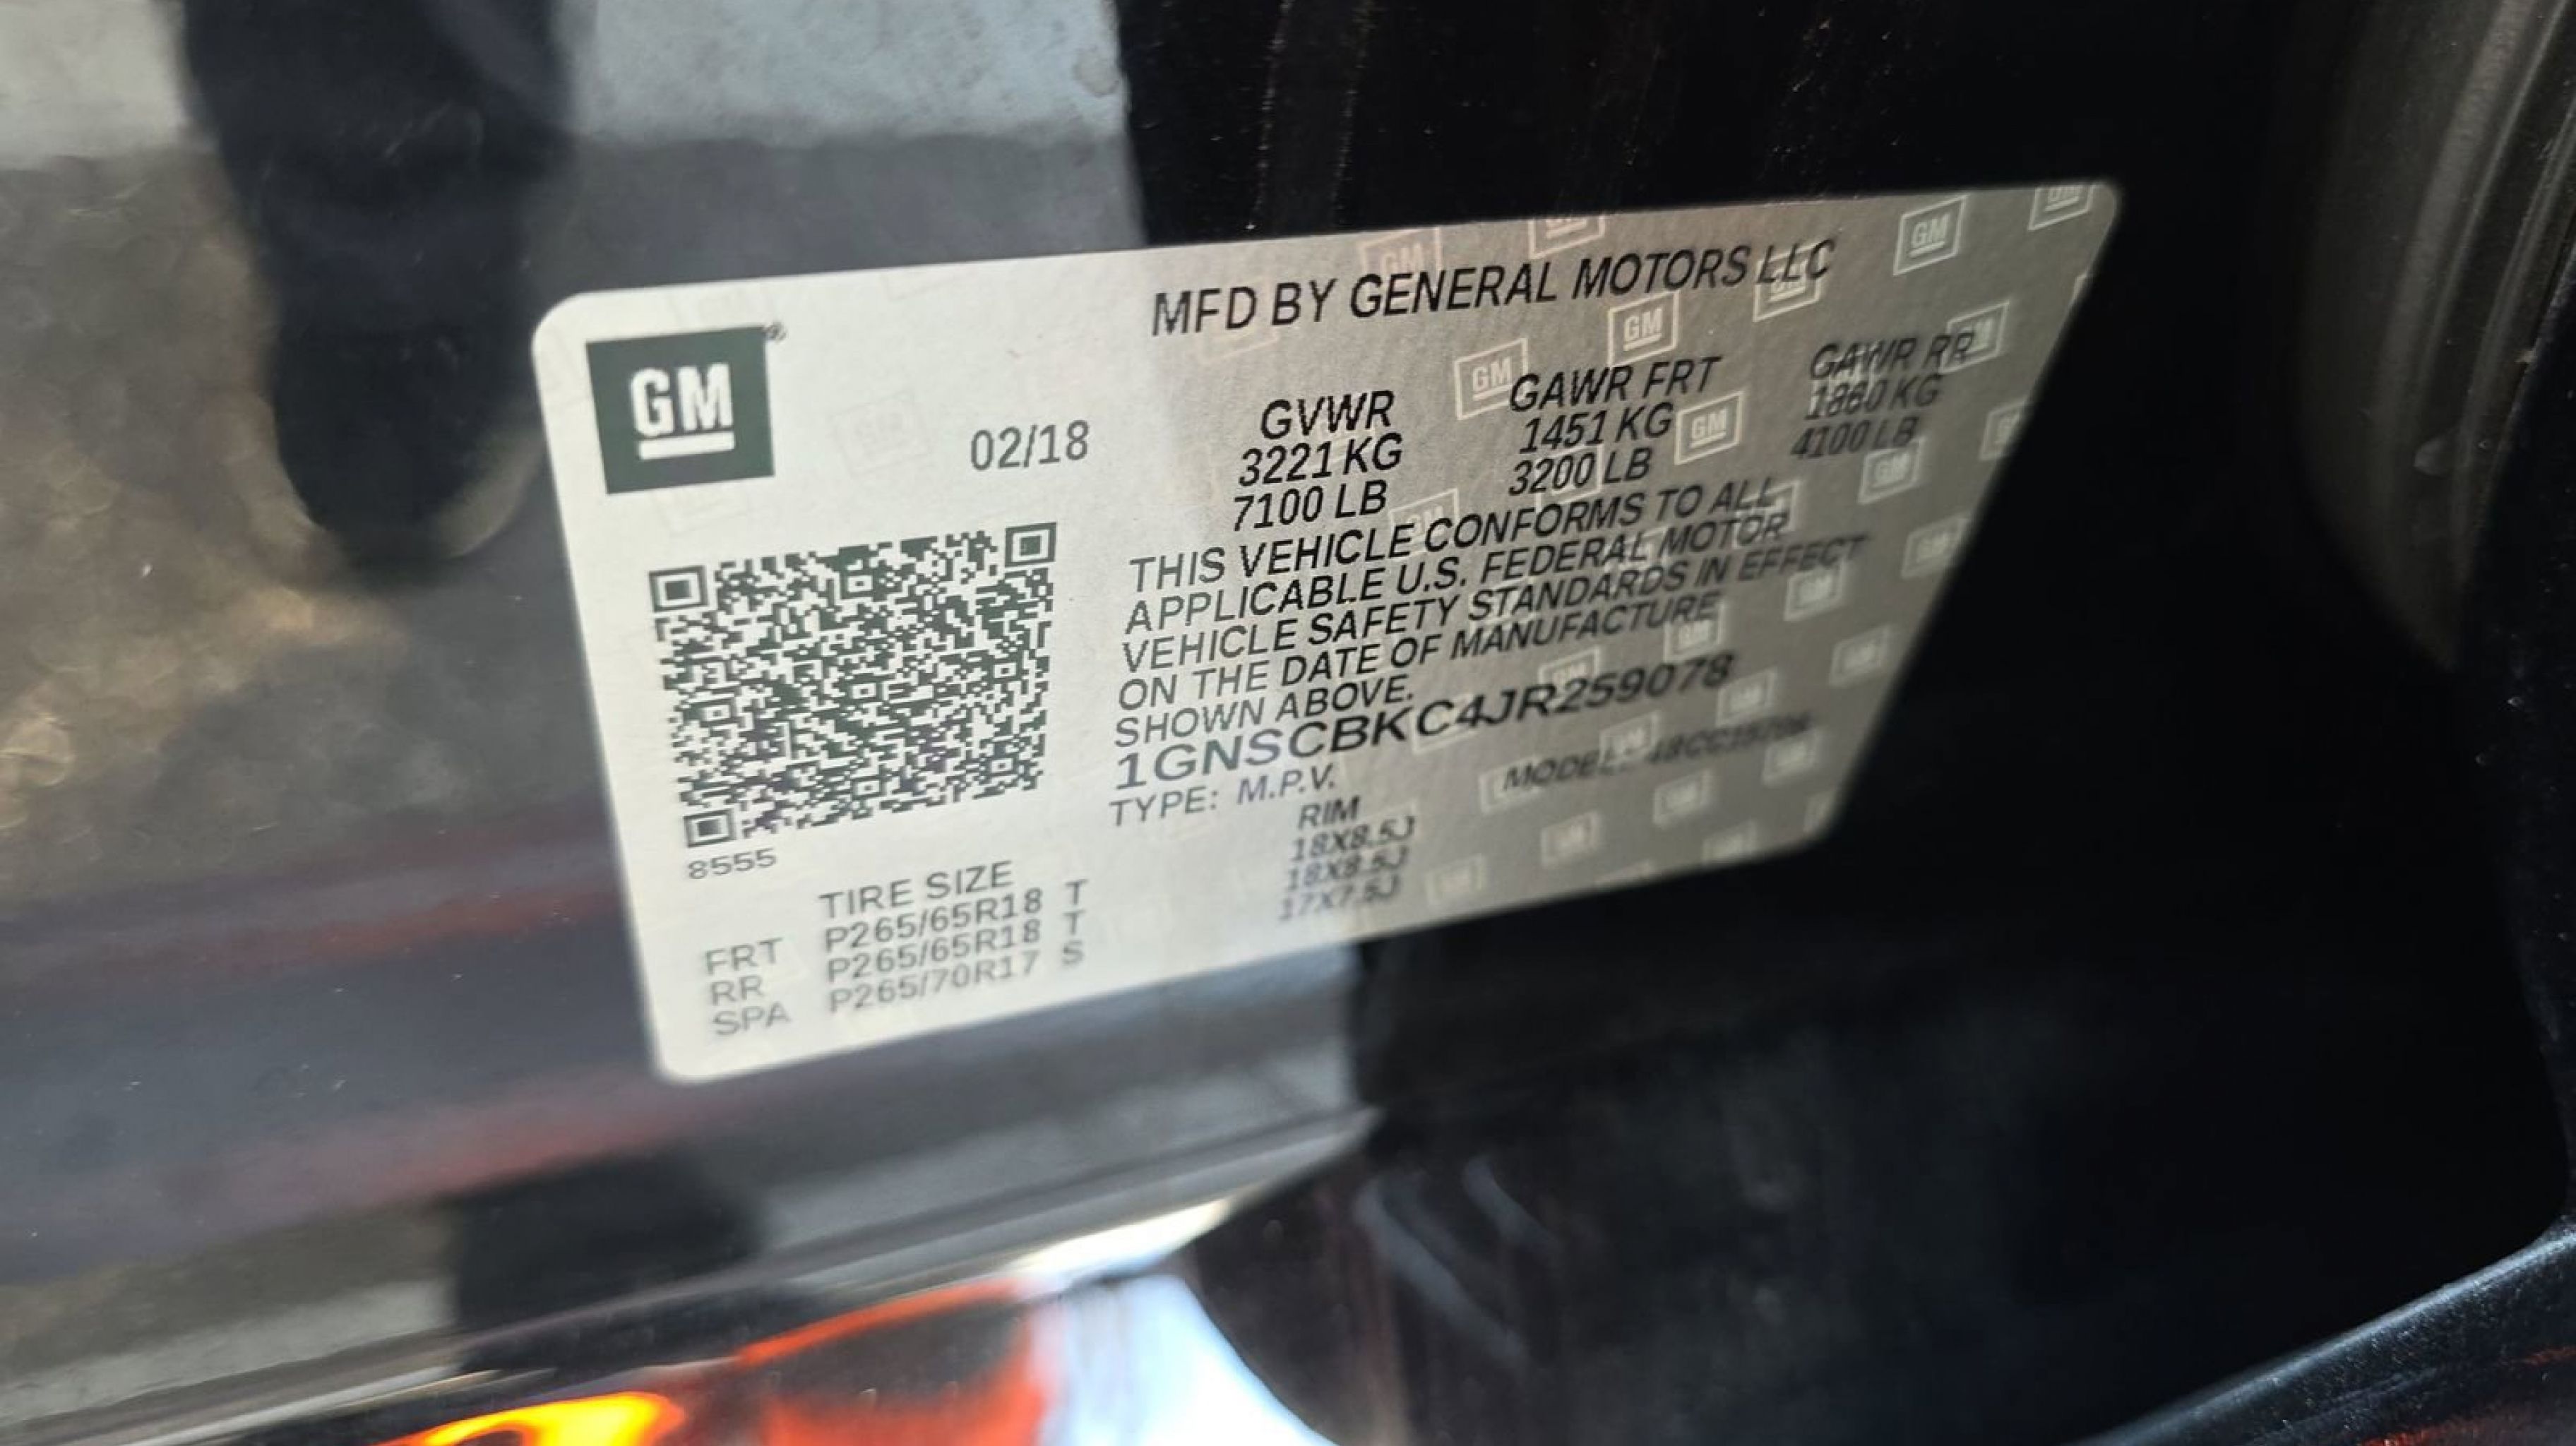 GM®
MFD BY GENERAL MOTORS LLC
02/18
GVWR GAWR FRT GAWR RR
3221 KG 1451 KG 1860 KG
7100 LB 3200 LB 4100 LB
THIS VEHICLE CONFORMS TO ALL
APPLICABLE U.S. FEDERAL MOTOR
VEHICLE SAFETY STANDARDS IN EFFECT
ON THE DATE OF MANUFACTURE
SHOWN ABOVE.
1GNSCBKC4JR259078
TYPE: M.P.V. MODEL:
8555
TIRE SIZE RIM
FRT P265/65R18 T 18X8.5J
RR P265/65R18 T 18X8.5J
SPA P265/70R17 S 17X7.5J